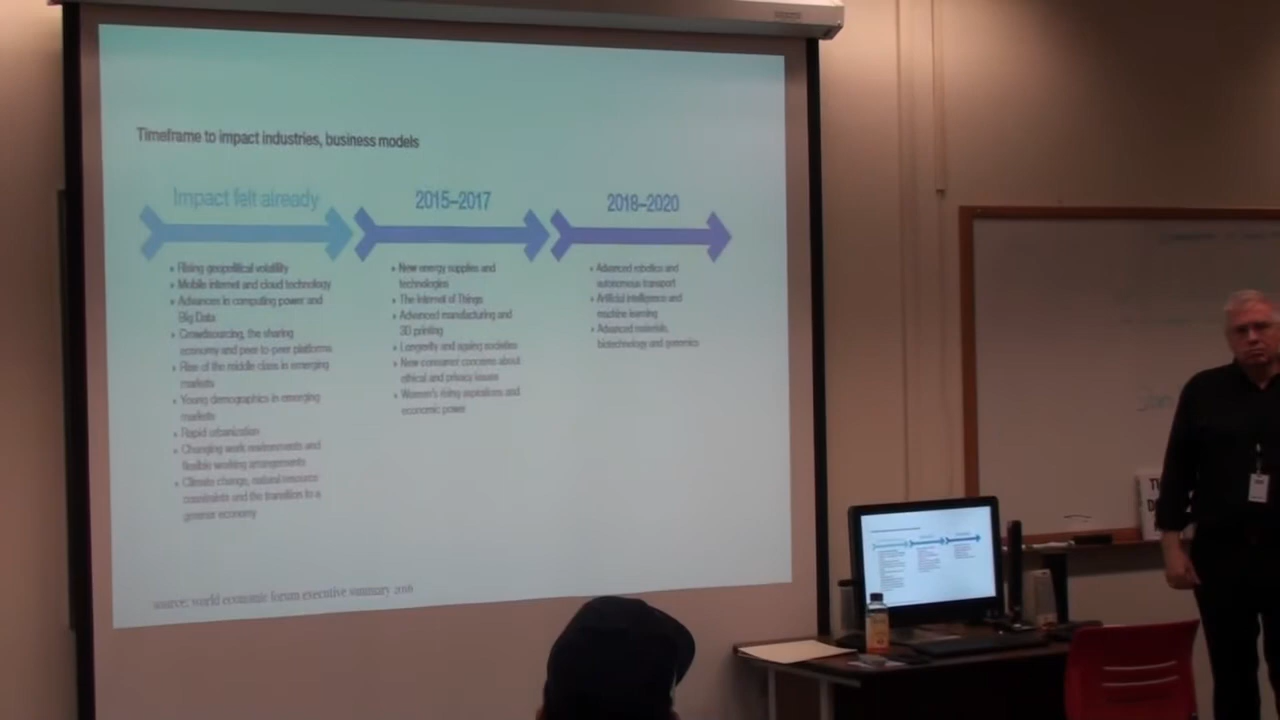 Timeframe to impact industries, business models
Impact felt already
• Rising geopolitical volatility
• Mobile internet and cloud technology
• Advances in computing power and
Big Data
• Crowdsourcing, the sharing
economy and peer-to-peer platforms
• Rise of the middle class in emerging
markets
• Young demographics in emerging
markets
• Rapid urbanization
• Changing work environments and
flexible working arrangements
• Climate change, natural resource
constraints and the transition to a
greener economy
2015–2017
• New energy supplies and
technologies
• The Internet of Things
• Advanced manufacturing and
3D printing
• Longevity and ageing societies
• New consumer concerns about
ethical and privacy issues
• Women's rising aspirations and
economic power
2018–2020
• Advanced robotics and
autonomous transport
• Artificial intelligence and
machine learning
• Advanced materials,
biotechnology and genomics
source: world economic forum executive summary 2016